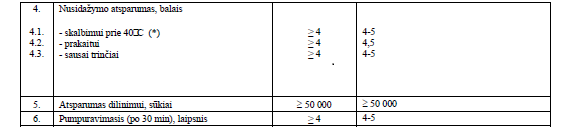 4. Nusidažymo atsparumas, balais
4.1. - skalbimui prie 40□C (*) ≥ 4 4-5
4.2. - prakaitui ≥ 4 4,5
4.3. - sausai trinčiai ≥ 4 4-5
5. Atsparumas dilinimui, sūkiai ≥ 50 000 ≥ 50 000
6. Pumpuravimasis (po 30 min), laipsnis ≥ 4 4-5